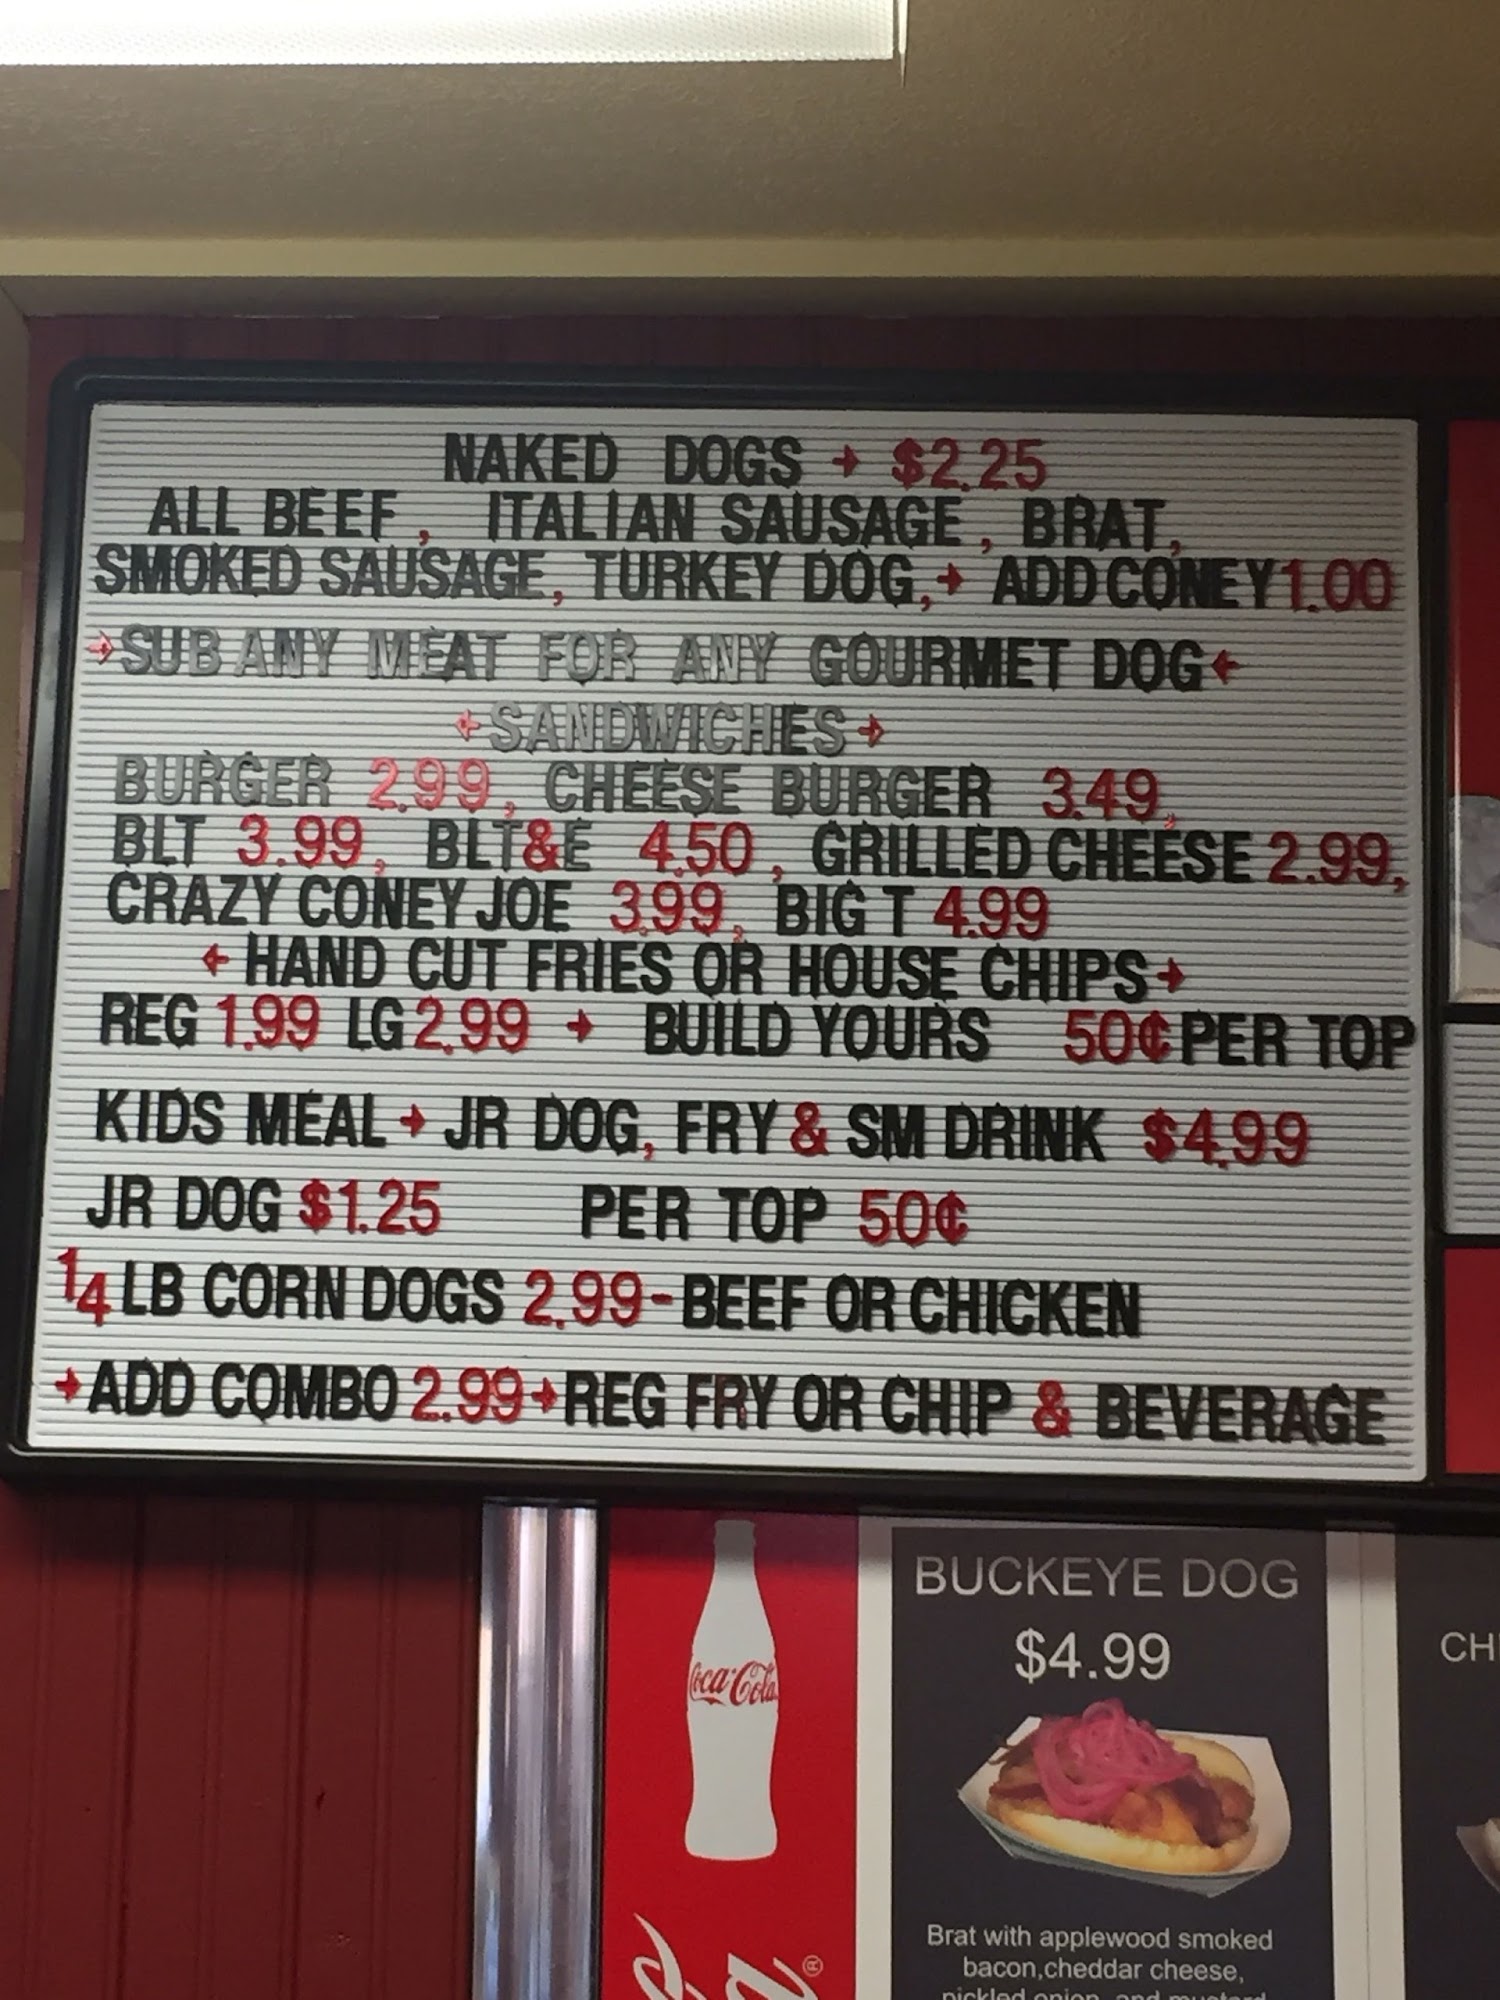 NAKED DOGS → $2.25
ALL BEEF, ITALIAN SAUSAGE, BRAT,
SMOKED SAUSAGE, TURKEY DOG, → ADD CONEY 1.00
→ SUB ANY MEAT FOR ANY GOURMET DOG ←
← SANDWICHES →
BURGER 2.99, CHEESE BURGER 3.49,
BLT 3.99, BLT&E 4.50, GRILLED CHEESE 2.99,
CRAZY CONEY JOE 3.99, BIG T 4.99
← HAND CUT FRIES OR HOUSE CHIPS →
REG 1.99 LG 2.99 → BUILD YOURS 50¢ PER TOP
KIDS MEAL → JR DOG, FRY & SM DRINK $4.99
JR DOG $1.25 PER TOP 50¢
1/4 LB CORN DOGS 2.99 - BEEF OR CHICKEN
→ ADD COMBO 2.99 → REG FRY OR CHIP & BEVERAGE
Coca-Cola
BUCKEYE DOG
$4.99
Brat with applewood smoked
bacon,cheddar cheese,
pickled onion, and mustard
CH